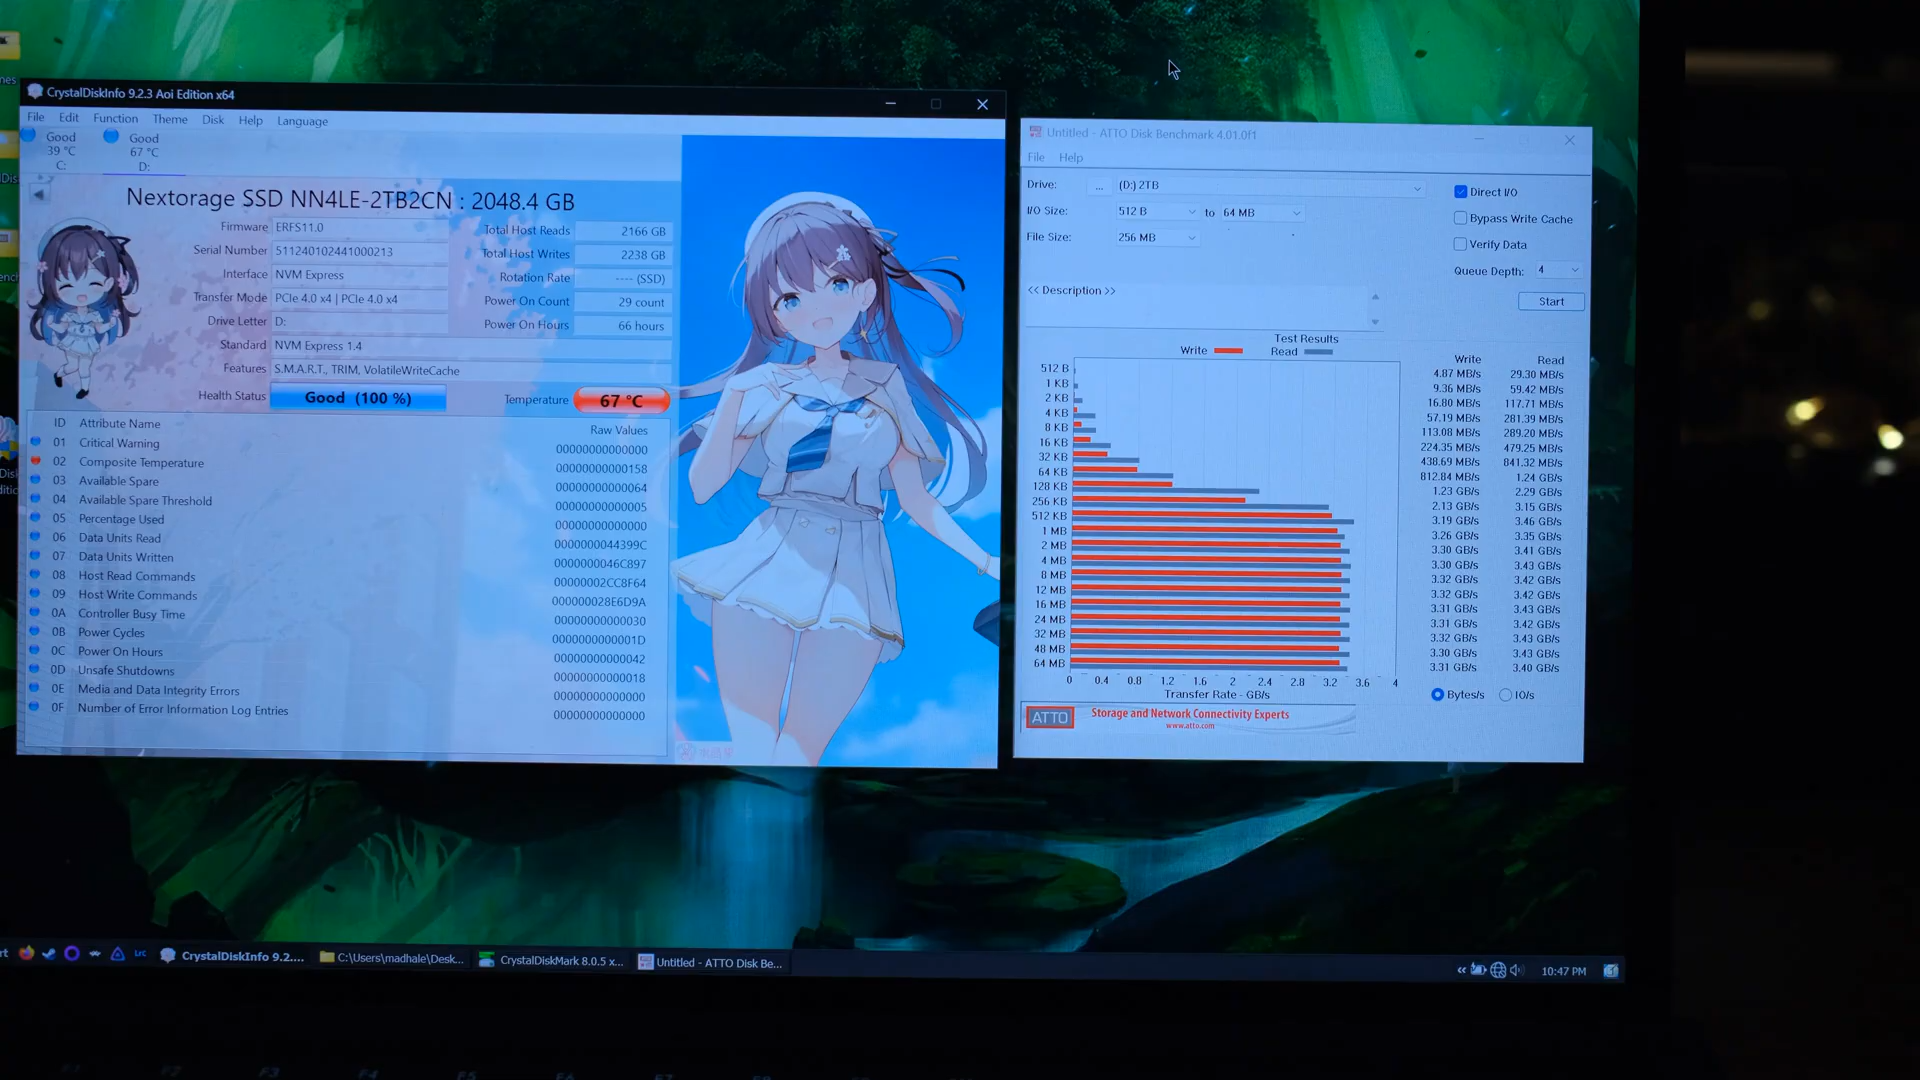 CrystalDiskInfo 9.2.3 Aoi Edition x64
File Edit Function Theme Disk Help Language
Good
39 °C
C:
Good
67 °C
D:
Nextorage SSD NN4LE-2TB2CN : 2048.4 GB
Firmware ERFS11.0
Serial Number 511240102441000213
Interface NVM Express
Transfer Mode PCIe 4.0 x4 | PCIe 4.0 x4
Drive Letter D:
Standard NVM Express 1.4
Features S.M.A.R.T., TRIM, VolatileWriteCache
Total Host Reads 2166 GB
Total Host Writes 2238 GB
Rotation Rate ---- (SSD)
Power On Count 29 count
Power On Hours 66 hours
Health Status Good (100 %)
Temperature 67 °C
ID Attribute Name Raw Values
01 Critical Warning 00000000000000
02 Composite Temperature 00000000000158
03 Available Spare 00000000000064
04 Available Spare Threshold 00000000000005
05 Percentage Used 00000000000000
06 Data Units Read 0000000044399C
07 Data Units Written 0000000046C897
08 Host Read Commands 00000002CC8F64
09 Host Write Commands 000000028E6D9A
0A Controller Busy Time 00000000000030
0B Power Cycles 0000000000001D
0C Power On Hours 00000000000042
0D Unsafe Shutdowns 00000000000018
0E Media and Data Integrity Errors 00000000000000
0F Number of Error Information Log Entries 00000000000000
Untitled - ATTO Disk Benchmark 4.01.0f1
File Help
Drive: ... (D:) 2TB
I/O Size: 512 B to 64 MB
File Size: 256 MB
Direct I/O
Bypass Write Cache
Verify Data
Queue Depth: 4
<< Description >>
Start
Test Results
Write Read
Write Read
512 B 4.87 MB/s 29.30 MB/s
1 KB 9.36 MB/s 59.42 MB/s
2 KB 16.80 MB/s 117.71 MB/s
4 KB 57.19 MB/s 281.39 MB/s
8 KB 113.08 MB/s 289.20 MB/s
16 KB 224.35 MB/s 479.25 MB/s
32 KB 438.69 MB/s 841.32 MB/s
64 KB 812.84 MB/s 1.24 GB/s
128 KB 1.23 GB/s 2.29 GB/s
256 KB 2.13 GB/s 3.15 GB/s
512 KB 3.19 GB/s 3.46 GB/s
1 MB 3.26 GB/s 3.35 GB/s
2 MB 3.30 GB/s 3.41 GB/s
4 MB 3.30 GB/s 3.43 GB/s
8 MB 3.32 GB/s 3.42 GB/s
12 MB 3.32 GB/s 3.42 GB/s
16 MB 3.31 GB/s 3.43 GB/s
24 MB 3.31 GB/s 3.42 GB/s
32 MB 3.32 GB/s 3.43 GB/s
48 MB 3.30 GB/s 3.43 GB/s
64 MB 3.31 GB/s 3.40 GB/s
0 0.4 0.8 1.2 1.6 2 2.4 2.8 3.2 3.6 4
Transfer Rate - GB/s
Bytes/s IO/s
ATTO Storage and Network Connectivity Experts
www.atto.com
CrystalDiskInfo 9.2.... C:\Users\madhale\Desk... CrystalDiskMark 8.0.5 x... Untitled - ATTO Disk Be...
10:47 PM
F3 F4 F5